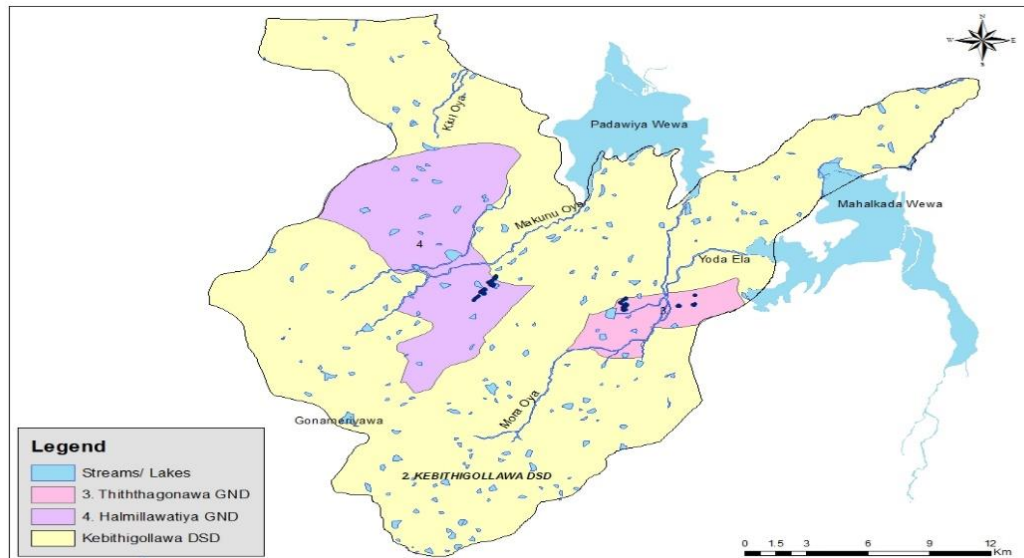 N
W E
S
Kiul Oya
Padawiya Wewa
Mahalkada Wewa
Makunu Oya
4
Yoda Ela
3
Mora Oya
Gonameriyawa
2. KEBITHIGOLLAWA DSD
Legend
Streams/ Lakes
3. Thiththagonawa GND
4. Halmillawatiya GND
Kebithigollawa DSD
0 1.5 3 6 9 12
Km